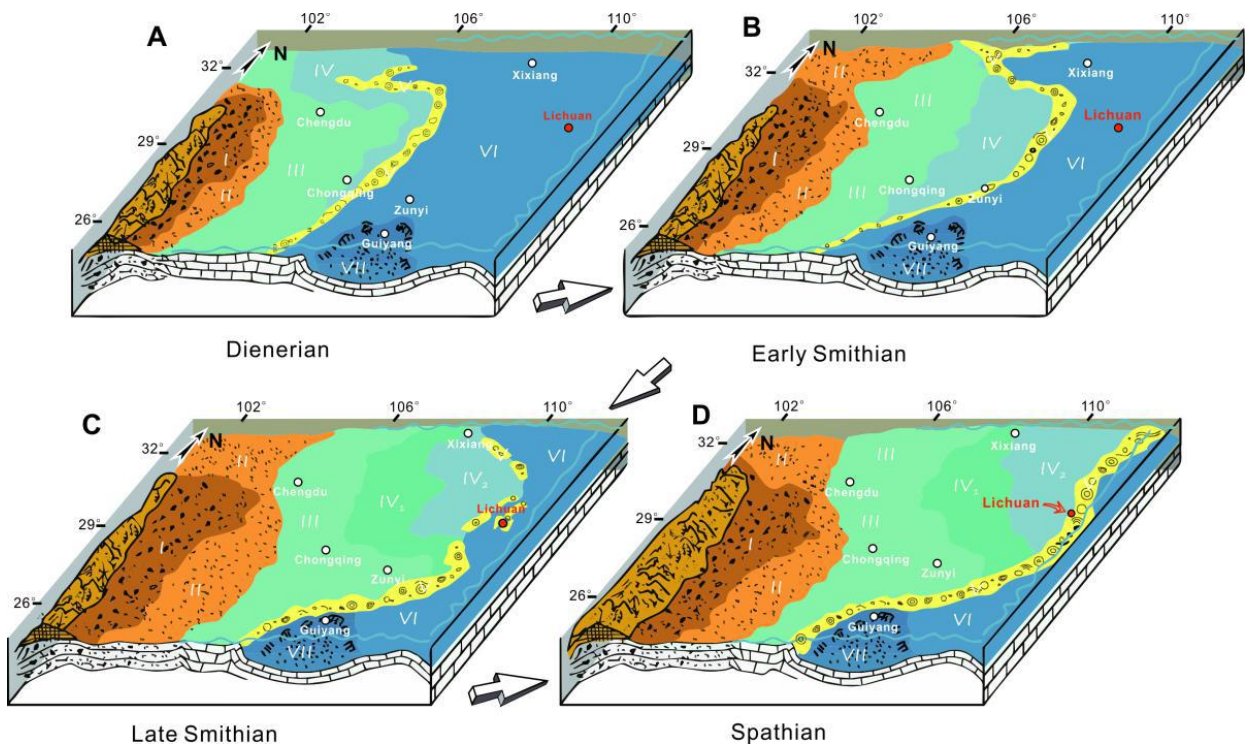 A
102° 106° 110°
N
32°
IV
Xixiang
V
Chengdu
Lichuan
29°
I
III
VI
II
Chongqing
Zunyi
26°
Guiyang
VII
Dienerian
B
102° 106° 110°
N
32°
II
III
Xixiang
Chengdu
Lichuan
29°
I
IV
VI
II
III
Chongqing
Zunyi
26°
Guiyang
VII
Early Smithian
C
102° 106° 110°
N
32°
II
Xixiang
VI
Chengdu
IV₁
IV₂
III
Lichuan
29°
I
Chongqing
II
Zunyi
26°
Guiyang
VI
VII
Late Smithian
D
102° 106° 110°
N
32°
II
III
Xixiang
Chengdu
IV₁
IV₂
Lichuan
29°
III
I
Chongqing
II
Zunyi
26°
Guiyang
VI
VII
Spathian